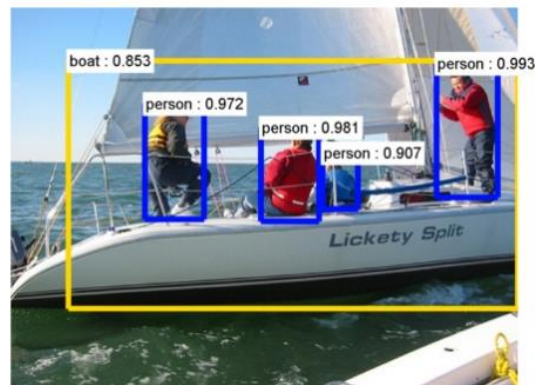 boat : 0.853
person : 0.993
person : 0.972
person : 0.981
person : 0.907
Lickety Split